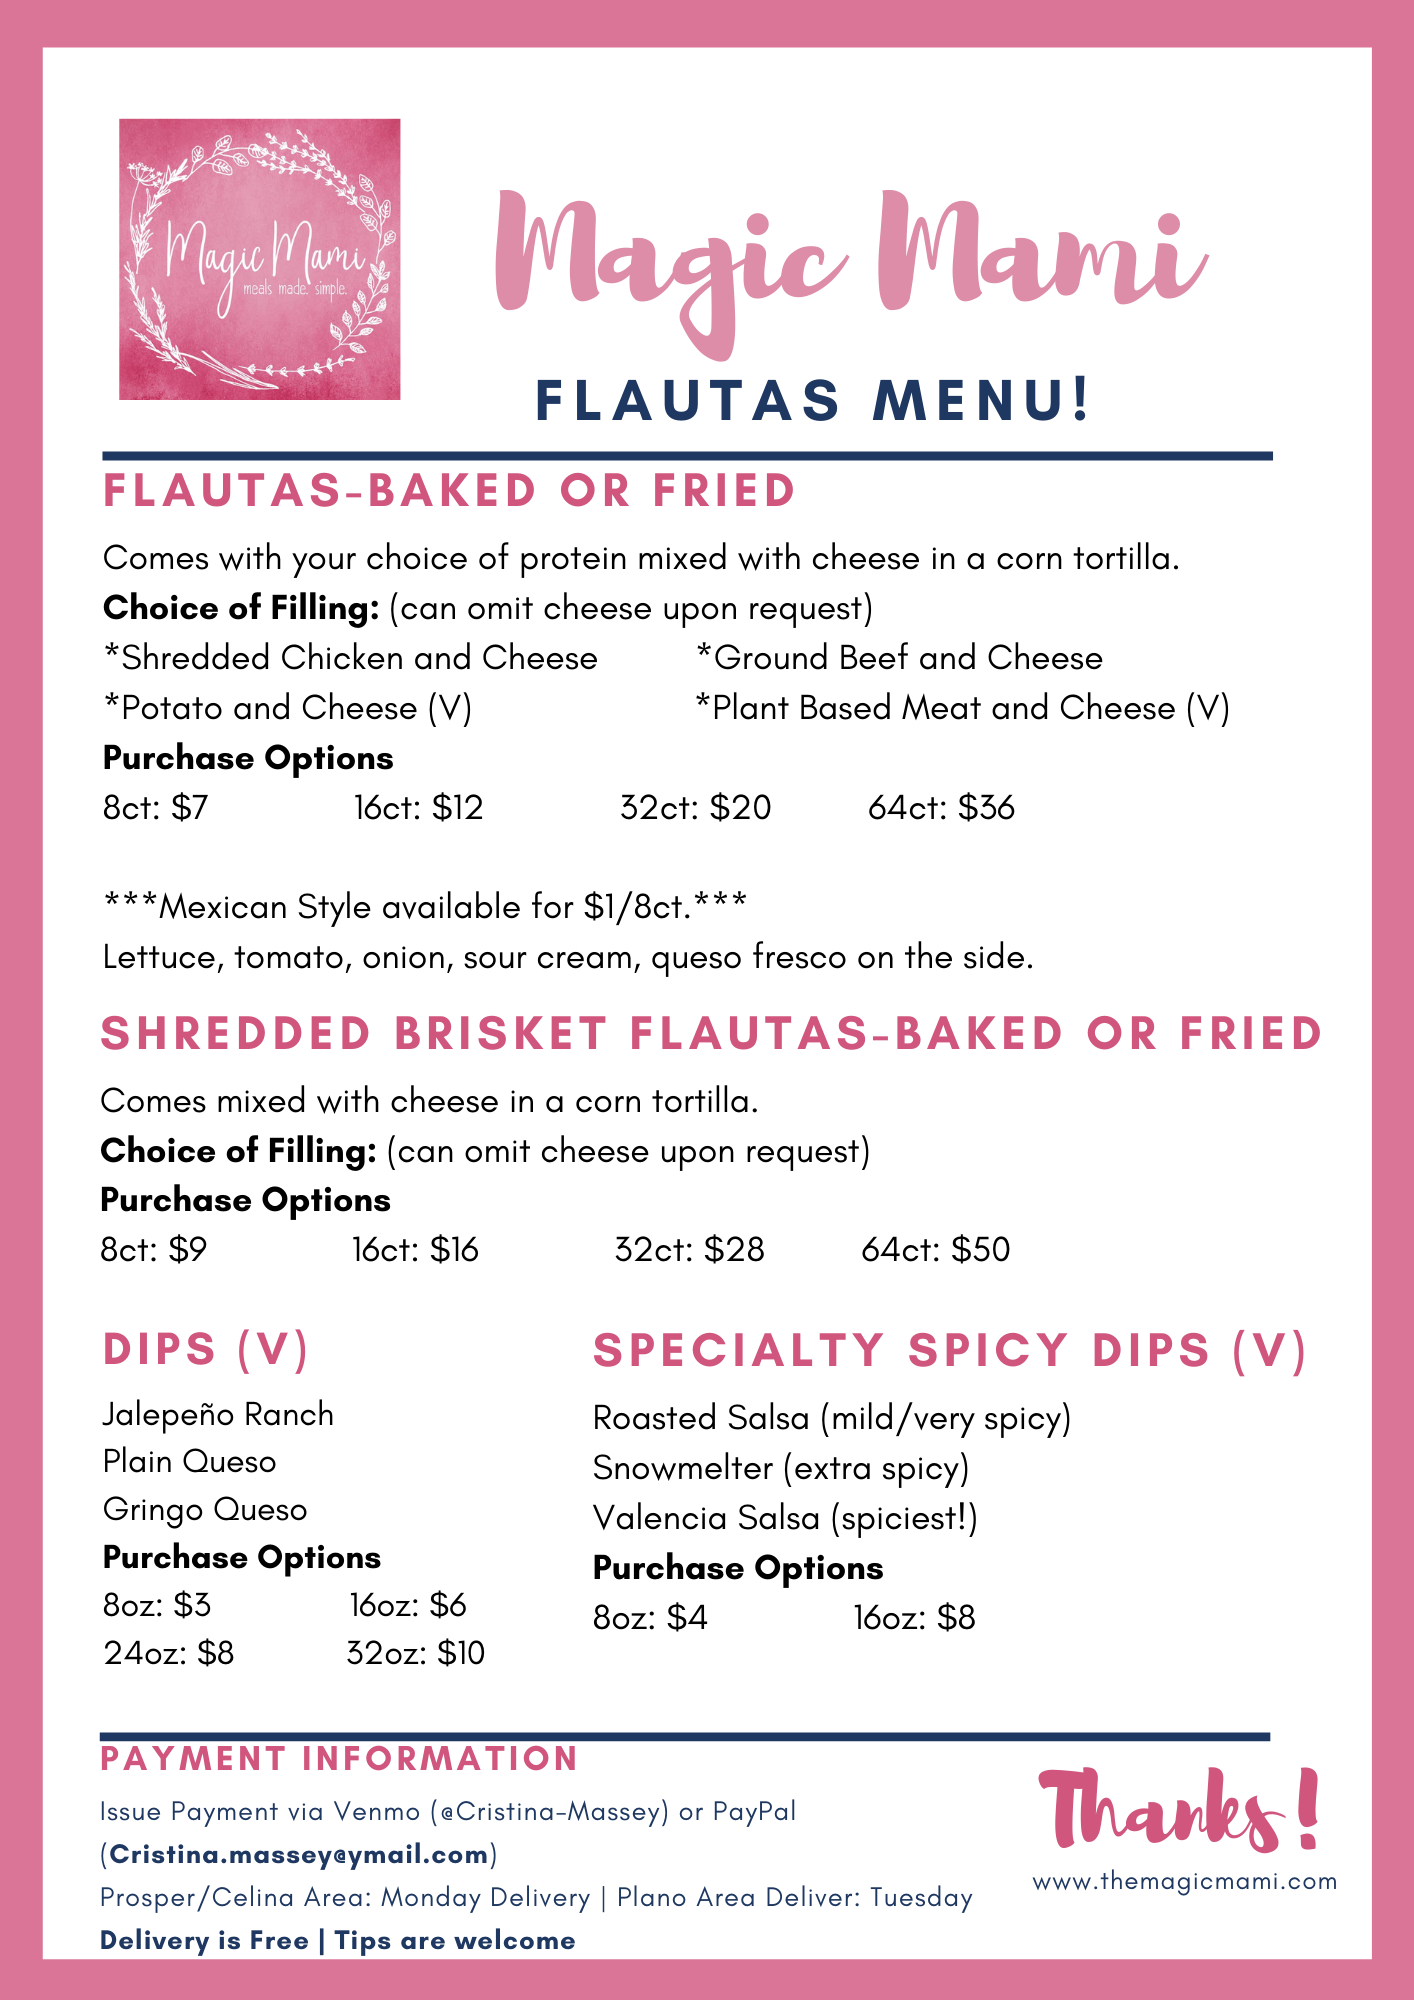 Magic Mami
meals made. simple.
Magic Mami
FLAUTAS MENU!
FLAUTAS-BAKED OR FRIED
Comes with your choice of protein mixed with cheese in a corn tortilla.
Choice of Filling: (can omit cheese upon request)
*Shredded Chicken and Cheese *Ground Beef and Cheese
*Potato and Cheese (V) *Plant Based Meat and Cheese (V)
Purchase Options
8ct: $7 16ct: $12 32ct: $20 64ct: $36
***Mexican Style available for $1/8ct.***
Lettuce, tomato, onion, sour cream, queso fresco on the side.
SHREDDED BRISKET FLAUTAS-BAKED OR FRIED
Comes mixed with cheese in a corn tortilla.
Choice of Filling: (can omit cheese upon request)
Purchase Options
8ct: $9 16ct: $16 32ct: $28 64ct: $50
DIPS (V)
Jalepeño Ranch
Plain Queso
Gringo Queso
Purchase Options
8oz: $3 16oz: $6
24oz: $8 32oz: $10
SPECIALTY SPICY DIPS (V)
Roasted Salsa (mild/very spicy)
Snowmelter (extra spicy)
Valencia Salsa (spiciest!)
Purchase Options
8oz: $4 16oz: $8
PAYMENT INFORMATION
Issue Payment via Venmo (@Cristina-Massey) or PayPal
(Cristina.massey@ymail.com)
Prosper/Celina Area: Monday Delivery | Plano Area Deliver: Tuesday
Delivery is Free | Tips are welcome
Thanks!
www.themagicmami.com